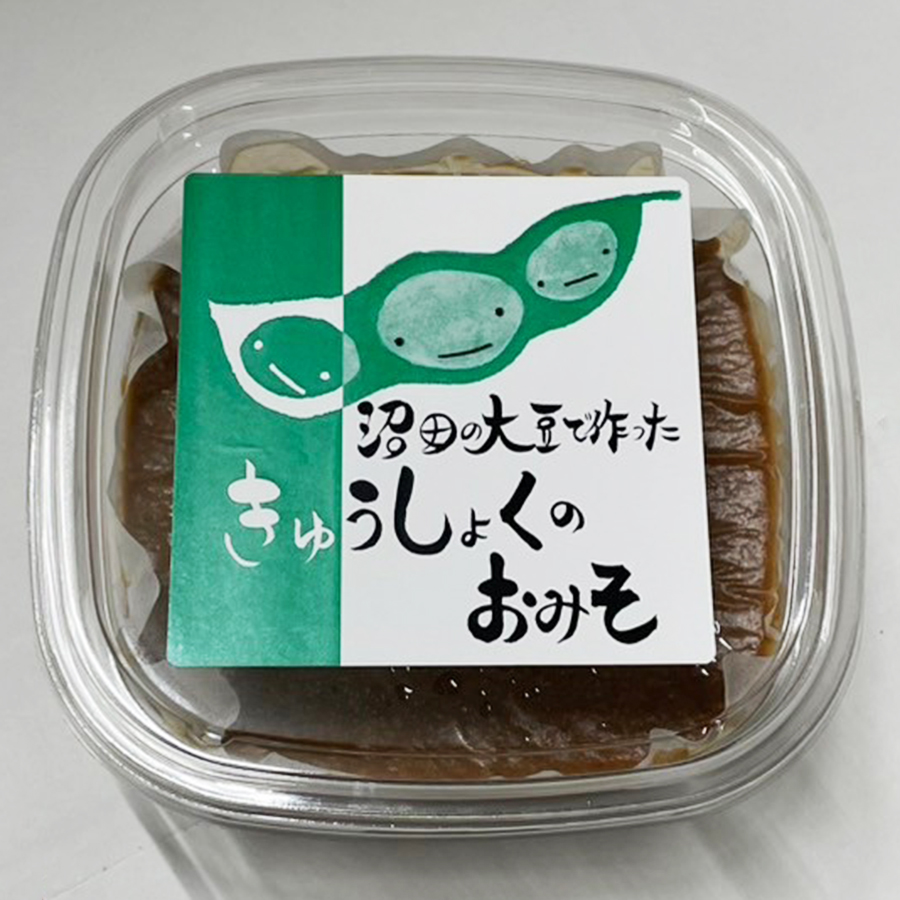 沼田の大豆で作った
きゅうしょくの
おみそ